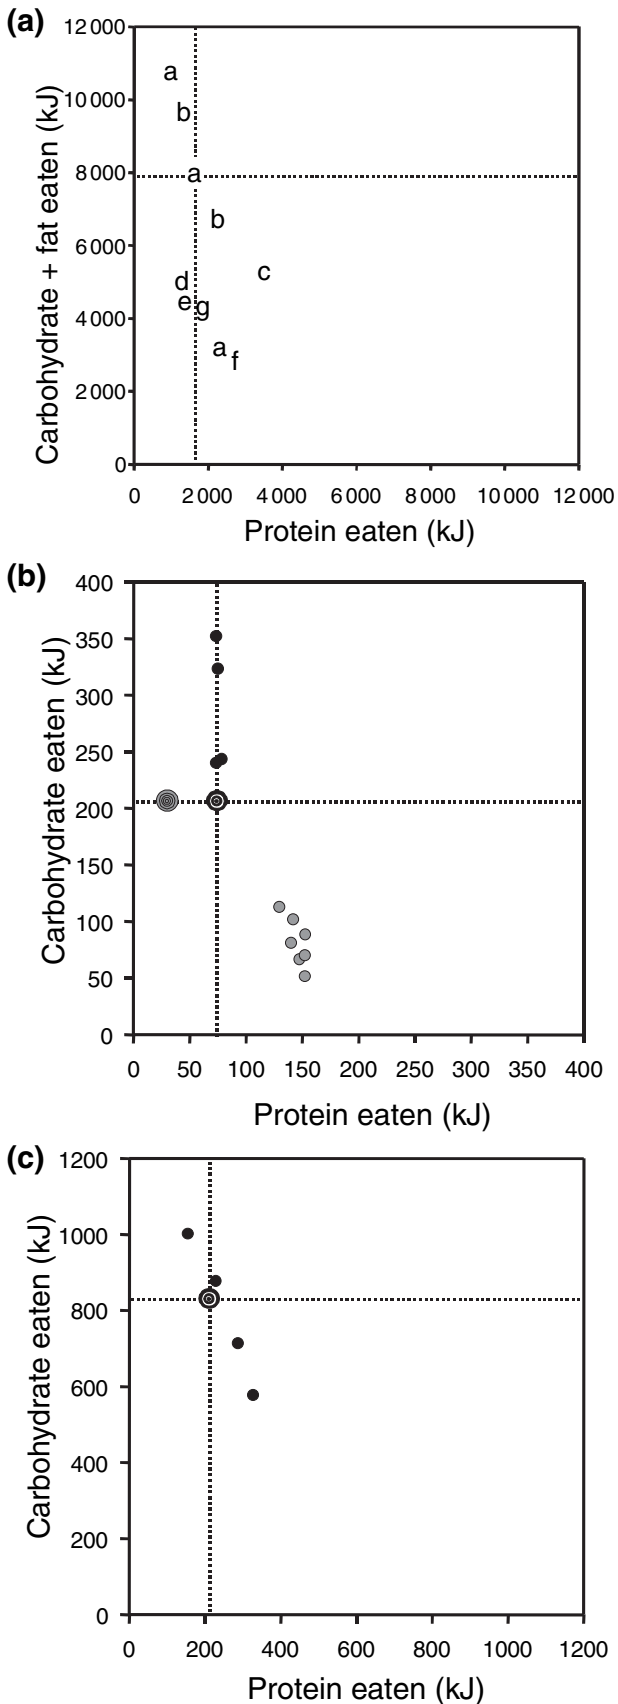 (a)
12 000
10 000
8 000
6 000
4 000
2 000
0
Carbohydrate + fat eaten (kJ)
a
b
a
b
c
d
e g
a
f
0 2 000 4 000 6 000 8 000 10 000 12 000
Protein eaten (kJ)
(b)
400
350
300
250
200
150
100
50
0
Carbohydrate eaten (kJ)
0 50 100 150 200 250 300 350 400
Protein eaten (kJ)
(c)
1200
1000
800
600
400
200
0
Carbohydrate eaten (kJ)
0 200 400 600 800 1000 1200
Protein eaten (kJ)